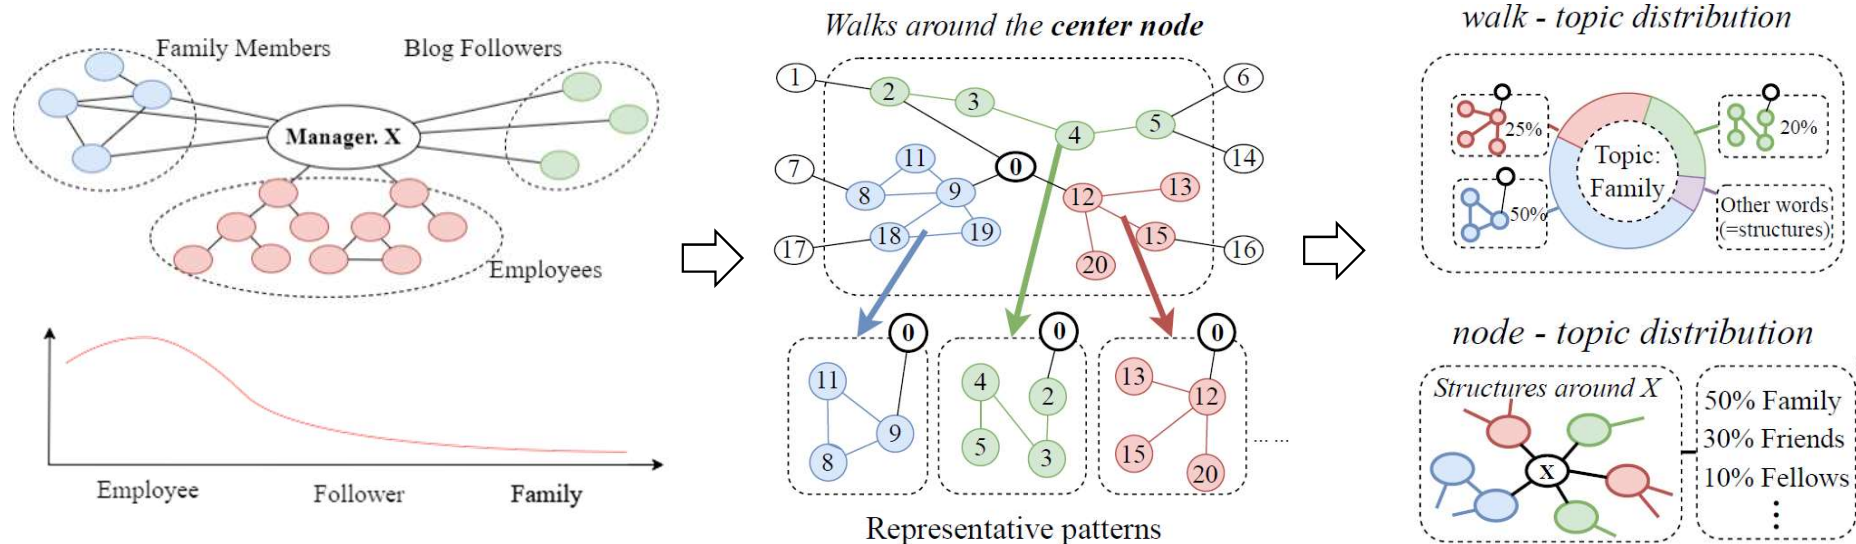 Family Members
Blog Followers
Manager. X
Employees
Employee
Follower
Family
Walks around the center node
1
2
3
4
5
6
7
8
9
11
0
12
13
14
15
16
17
18
19
20
0
11
9
8
0
4
2
5
3
0
13
12
15
20
... ...
Representative patterns
walk - topic distribution
25%
20%
50%
Topic:
Family
Other words
(=structures)
node - topic distribution
Structures around X
X
50% Family
30% Friends
10% Fellows